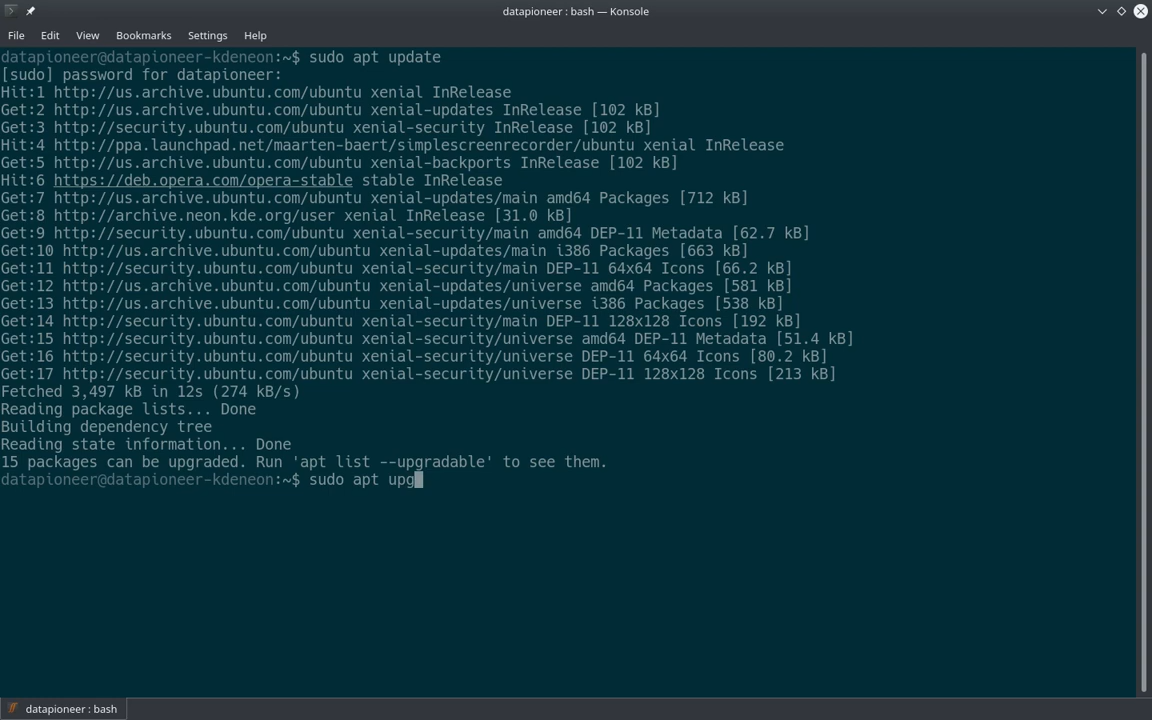 datapioneer : bash — Konsole
File Edit View Bookmarks Settings Help
datapioneer@datapioneer-kdeneon:~$ sudo apt update
[sudo] password for datapioneer:
Hit:1 http://us.archive.ubuntu.com/ubuntu xenial InRelease
Get:2 http://us.archive.ubuntu.com/ubuntu xenial-updates InRelease [102 kB]
Get:3 http://security.ubuntu.com/ubuntu xenial-security InRelease [102 kB]
Hit:4 http://ppa.launchpad.net/maarten-baert/simplescreenrecorder/ubuntu xenial InRelease
Get:5 http://us.archive.ubuntu.com/ubuntu xenial-backports InRelease [102 kB]
Hit:6 https://deb.opera.com/opera-stable stable InRelease
Get:7 http://us.archive.ubuntu.com/ubuntu xenial-updates/main amd64 Packages [712 kB]
Get:8 http://archive.neon.kde.org/user xenial InRelease [31.0 kB]
Get:9 http://security.ubuntu.com/ubuntu xenial-security/main amd64 DEP-11 Metadata [62.7 kB]
Get:10 http://us.archive.ubuntu.com/ubuntu xenial-updates/main i386 Packages [663 kB]
Get:11 http://security.ubuntu.com/ubuntu xenial-security/main DEP-11 64x64 Icons [66.2 kB]
Get:12 http://us.archive.ubuntu.com/ubuntu xenial-updates/universe amd64 Packages [581 kB]
Get:13 http://us.archive.ubuntu.com/ubuntu xenial-updates/universe i386 Packages [538 kB]
Get:14 http://security.ubuntu.com/ubuntu xenial-security/main DEP-11 128x128 Icons [192 kB]
Get:15 http://security.ubuntu.com/ubuntu xenial-security/universe amd64 DEP-11 Metadata [51.4 kB]
Get:16 http://security.ubuntu.com/ubuntu xenial-security/universe DEP-11 64x64 Icons [80.2 kB]
Get:17 http://security.ubuntu.com/ubuntu xenial-security/universe DEP-11 128x128 Icons [213 kB]
Fetched 3,497 kB in 12s (274 kB/s)
Reading package lists... Done
Building dependency tree
Reading state information... Done
15 packages can be upgraded. Run 'apt list --upgradable' to see them.
datapioneer@datapioneer-kdeneon:~$ sudo apt upg
datapioneer : bash